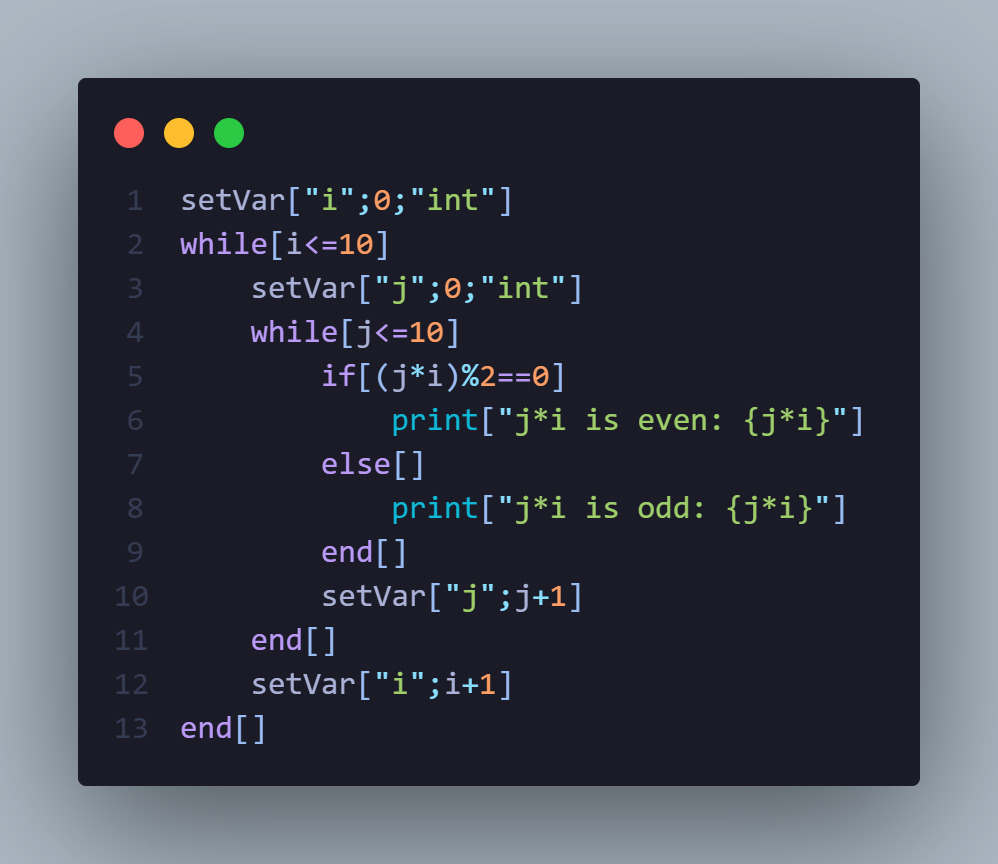 1 setVar["i";0;"int"]
2 while[i<=10]
3     setVar["j";0;"int"]
4     while[j<=10]
5         if[(j*i)%2==0]
6             print["j*i is even: {j*i}"]
7         else[]
8             print["j*i is odd: {j*i}"]
9         end[]
10         setVar["j";j+1]
11     end[]
12     setVar["i";i+1]
13 end[]